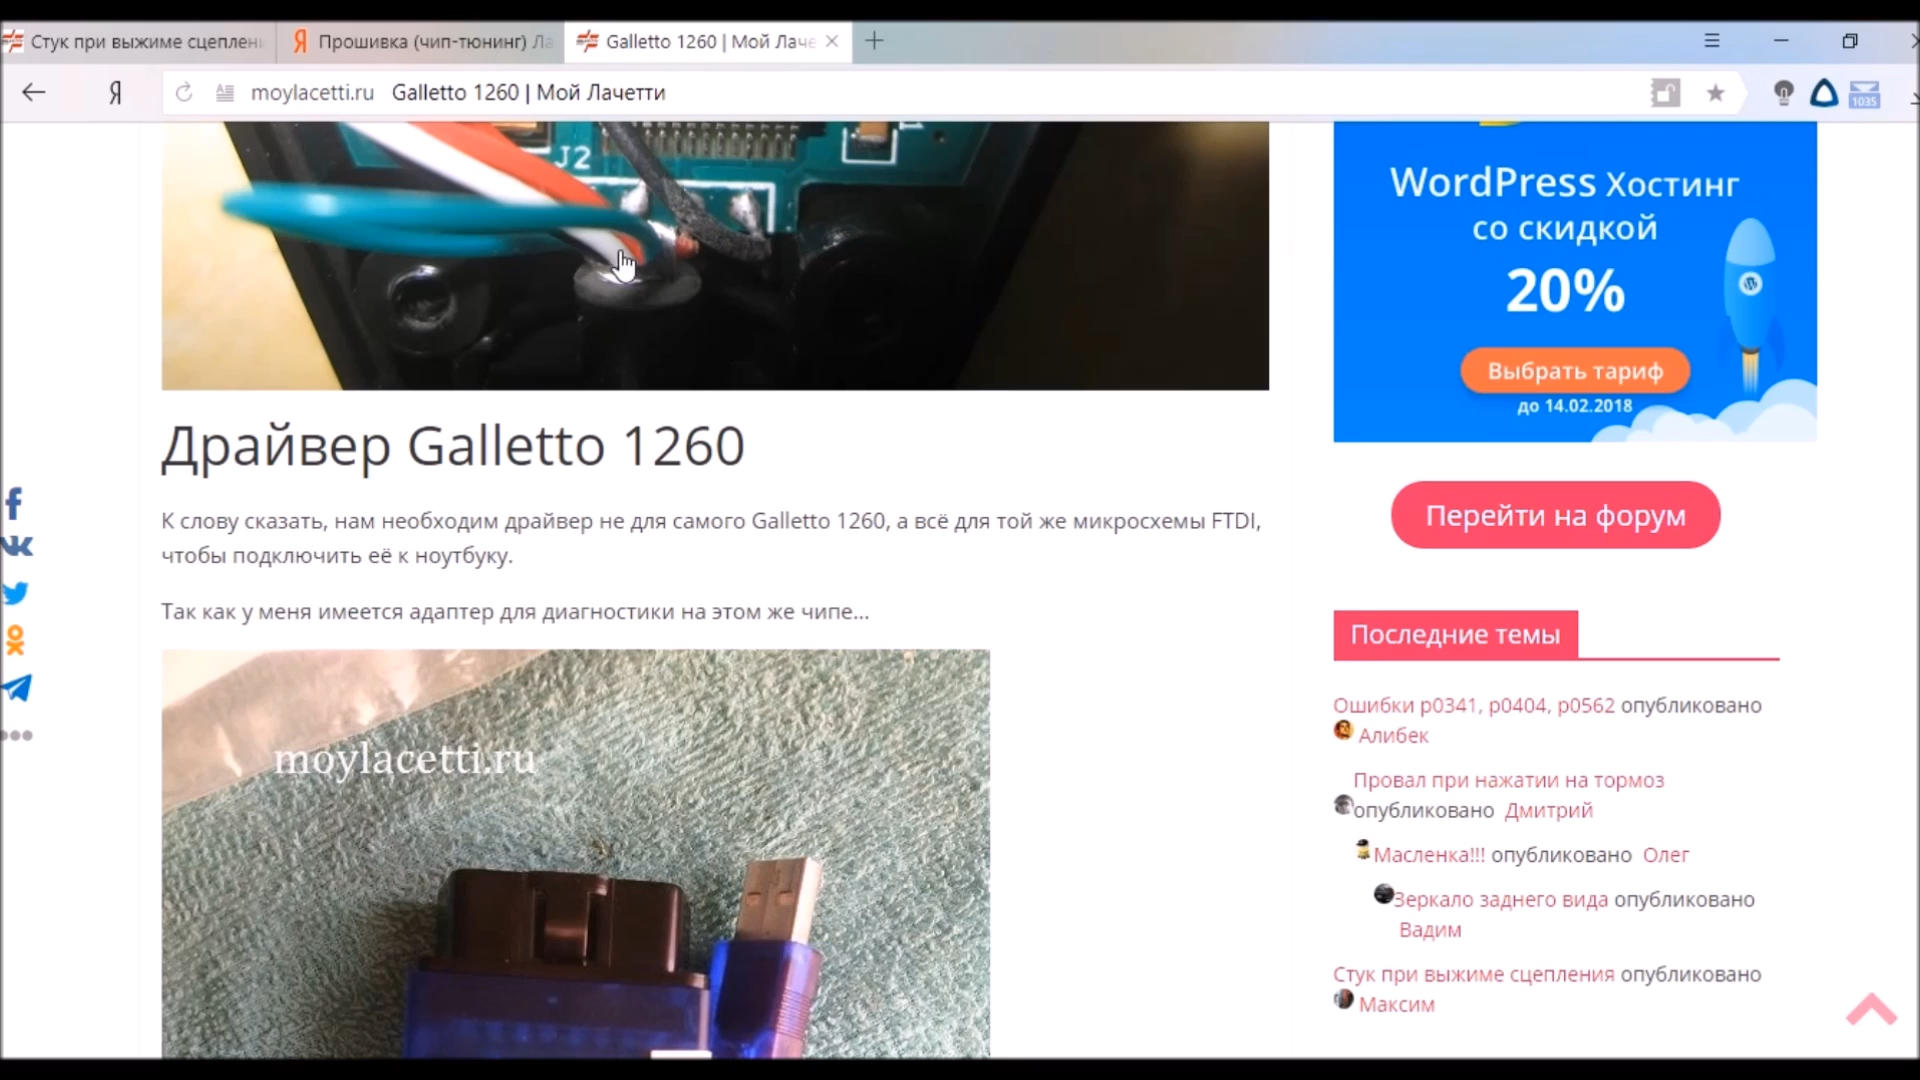 Стук при выжиме сцеплен
Прошивка (чип-тюнинг) Ла
Galletto 1260 | Мой Лаче
moylacetti.ru Galletto 1260 | Мой Лачетти
1035
J2
Драйвер Galletto 1260
К слову сказать, нам необходим драйвер не для самого Galletto 1260, а всё для той же микросхемы FTDI,
чтобы подключить её к ноутбуку.
Так как у меня имеется адаптер для диагностики на этом же чипе...
moylacetti.ru
WordPress Хостинг
со скидкой
20%
Выбрать тариф
до 14.02.2018
Перейти на форум
Последние темы
Ошибки р0341, р0404, р0562 опубликовано
Алибек
Провал при нажатии на тормоз
опубликовано Дмитрий
Масленка!!! опубликовано Олег
Зеркало заднего вида опубликовано
Вадим
Стук при выжиме сцепления опубликовано
Максим